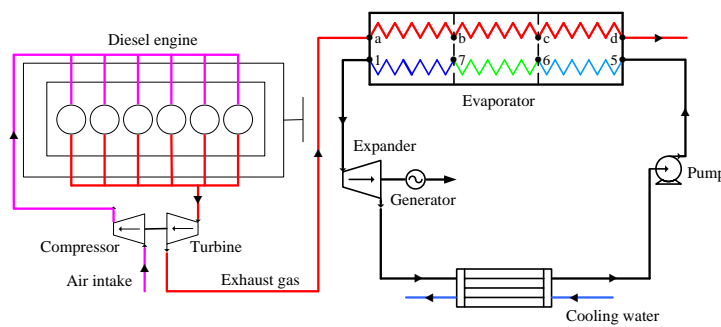 Diesel engine
a
b
c
d
1
7
6
5
Evaporator
Expander
Generator
Pump
Compressor
Turbine
Air intake
Exhaust gas
Cooling water